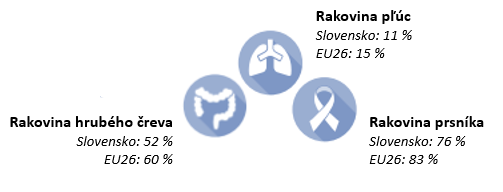 Rakovina pľúc
Slovensko: 11 %
EU26: 15 %
Rakovina hrubého čreva
Slovensko: 52 %
EU26: 60 %
Rakovina prsníka
Slovensko: 76 %
EU26: 83 %